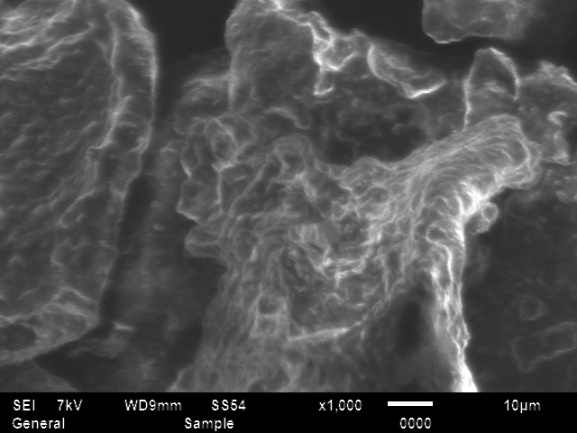 SEI 7kV WD9mm SS54 x1,000 10µm
General Sample 0000